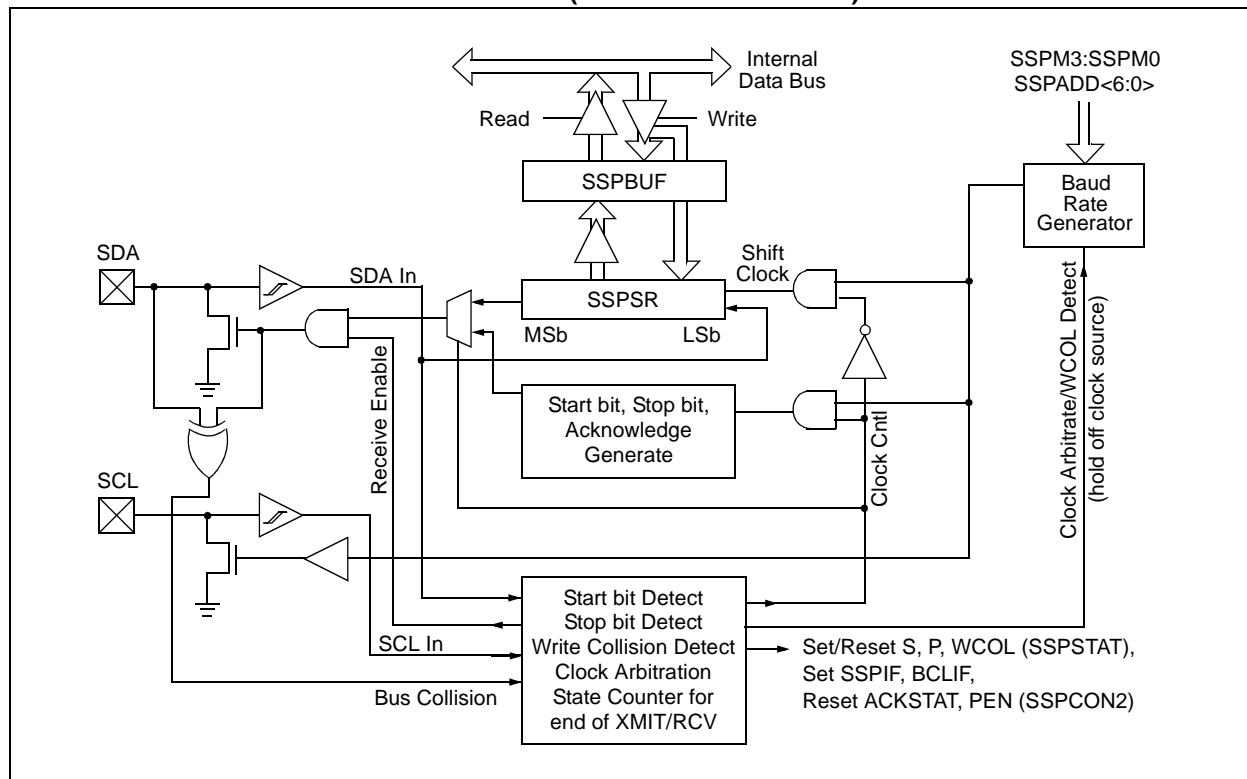 Internal
Data Bus
SSPM3:SSPM0
SSPADD<6:0>
Read
Write
SSPBUF
Baud
Rate
Generator
SDA
SDA In
Shift
Clock
SSPSR
MSb
LSb
Start bit, Stop bit,
Acknowledge
Generate
Receive Enable
Clock Cntl
Clock Arbitrate/WCOL Detect
(hold off clock source)
SCL
SCL In
Bus Collision
Start bit Detect
Stop bit Detect
Write Collision Detect
Clock Arbitration
State Counter for
end of XMIT/RCV
Set/Reset S, P, WCOL (SSPSTAT),
Set SSPIF, BCLIF,
Reset ACKSTAT, PEN (SSPCON2)